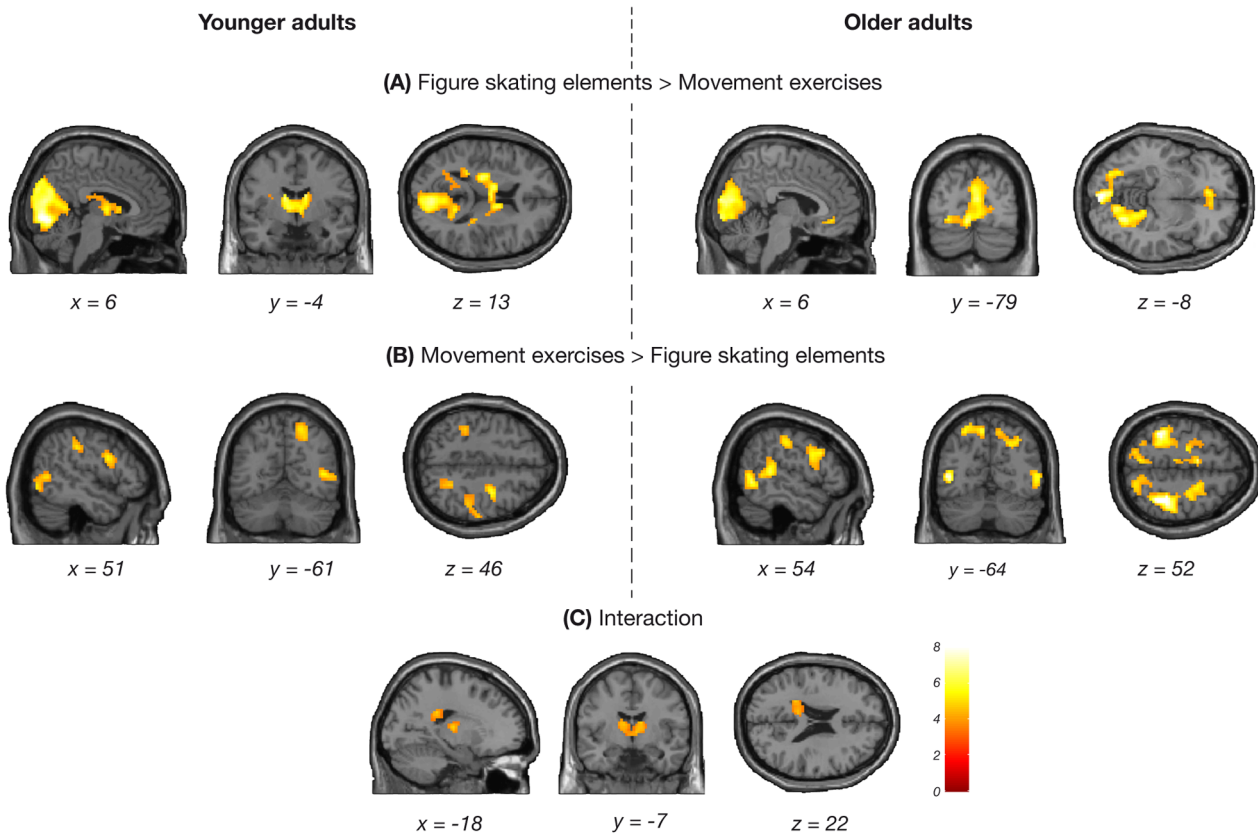 Younger adults
Older adults
(A) Figure skating elements > Movement exercises
x = 6
y = -4
z = 13
x = 6
y = -79
z = -8
(B) Movement exercises > Figure skating elements
x = 51
y = -61
z = 46
x = 54
y = -64
z = 52
(C) Interaction
8
6
4
2
0
x = -18
y = -7
z = 22